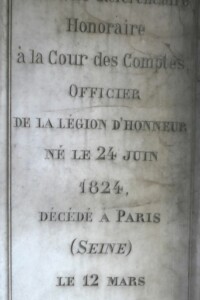 Honoraire
à la Cour des Comptes,
Officier
de la Légion d'Honneur
né le 24 Juin
1824,
décédé à Paris
(Seine)
le 12 Mars